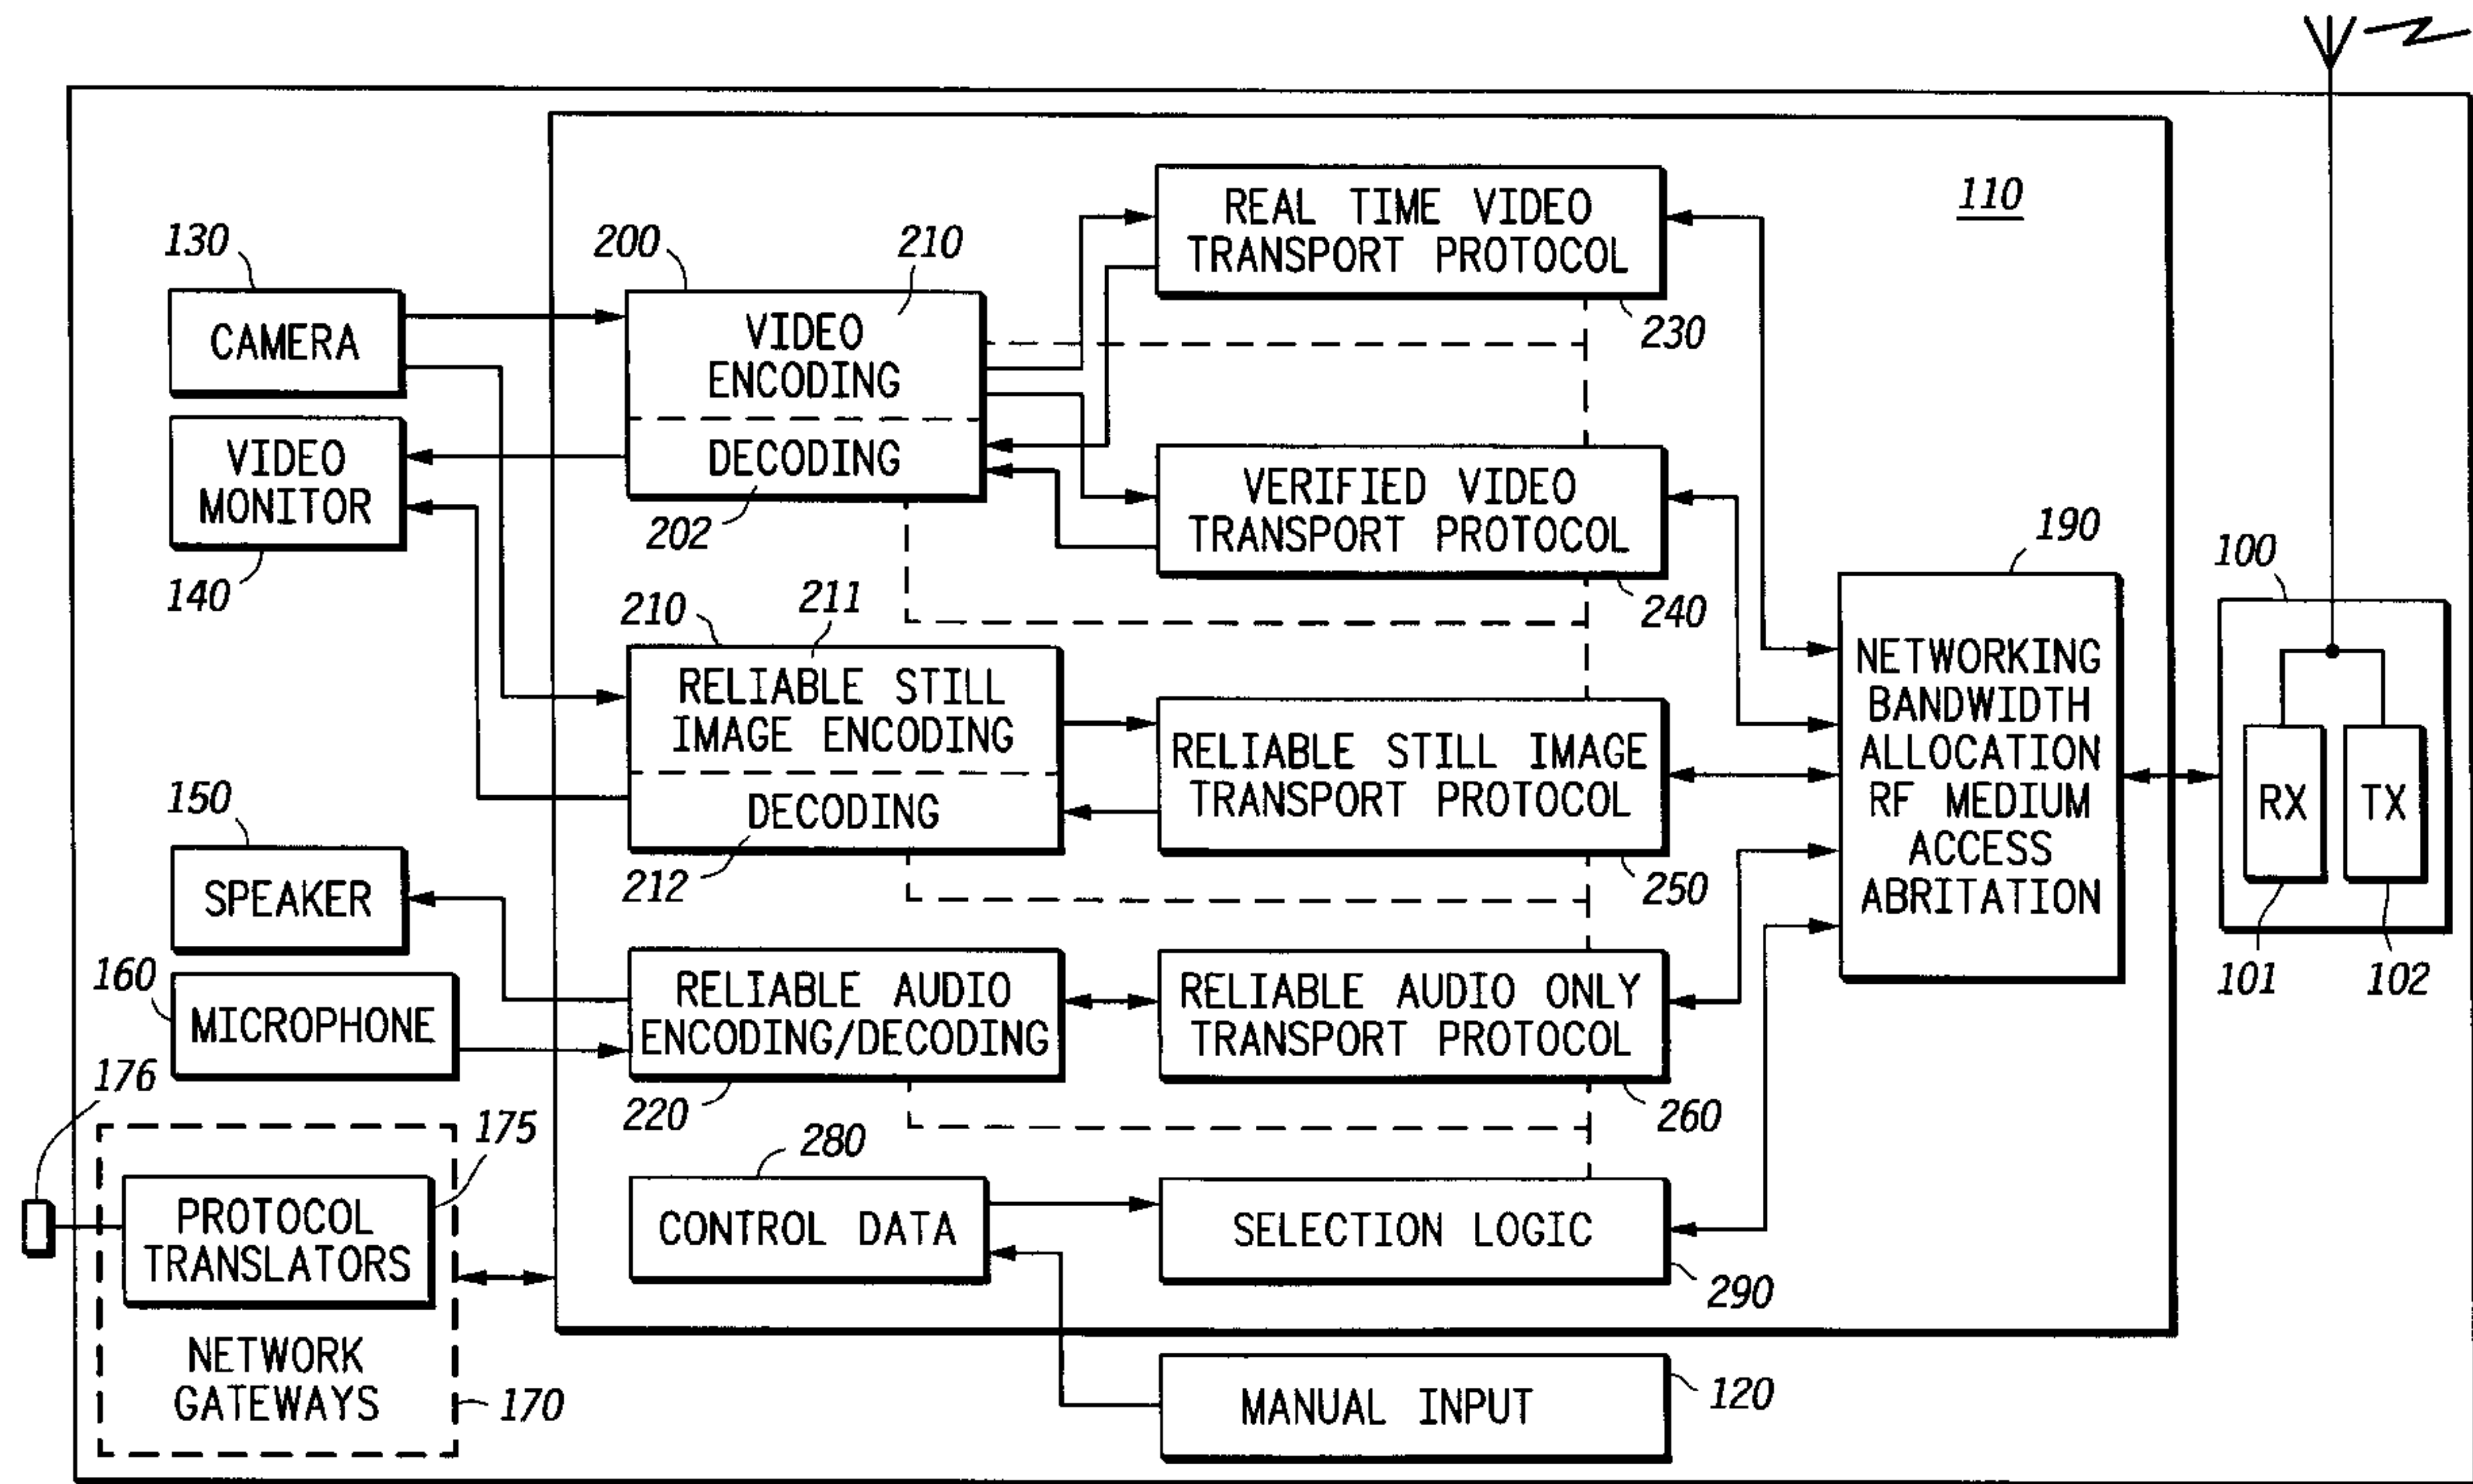 110
130
CAMERA
VIDEO
MONITOR
140
200
210
VIDEO
ENCODING
DECODING
202
REAL TIME VIDEO
TRANSPORT PROTOCOL
230
VERIFIED VIDEO
TRANSPORT PROTOCOL
240
210
211
RELIABLE STILL
IMAGE ENCODING
DECODING
212
RELIABLE STILL IMAGE
TRANSPORT PROTOCOL
250
190
NETWORKING
BANDWIDTH
ALLOCATION
RF MEDIUM
ACCESS
ABRITATION
100
RX
TX
101
102
150
SPEAKER
160
MICROPHONE
RELIABLE AUDIO
ENCODING/DECODING
220
RELIABLE AUDIO ONLY
TRANSPORT PROTOCOL
260
176
175
PROTOCOL
TRANSLATORS
NETWORK
GATEWAYS
170
280
CONTROL DATA
SELECTION LOGIC
290
MANUAL INPUT
120